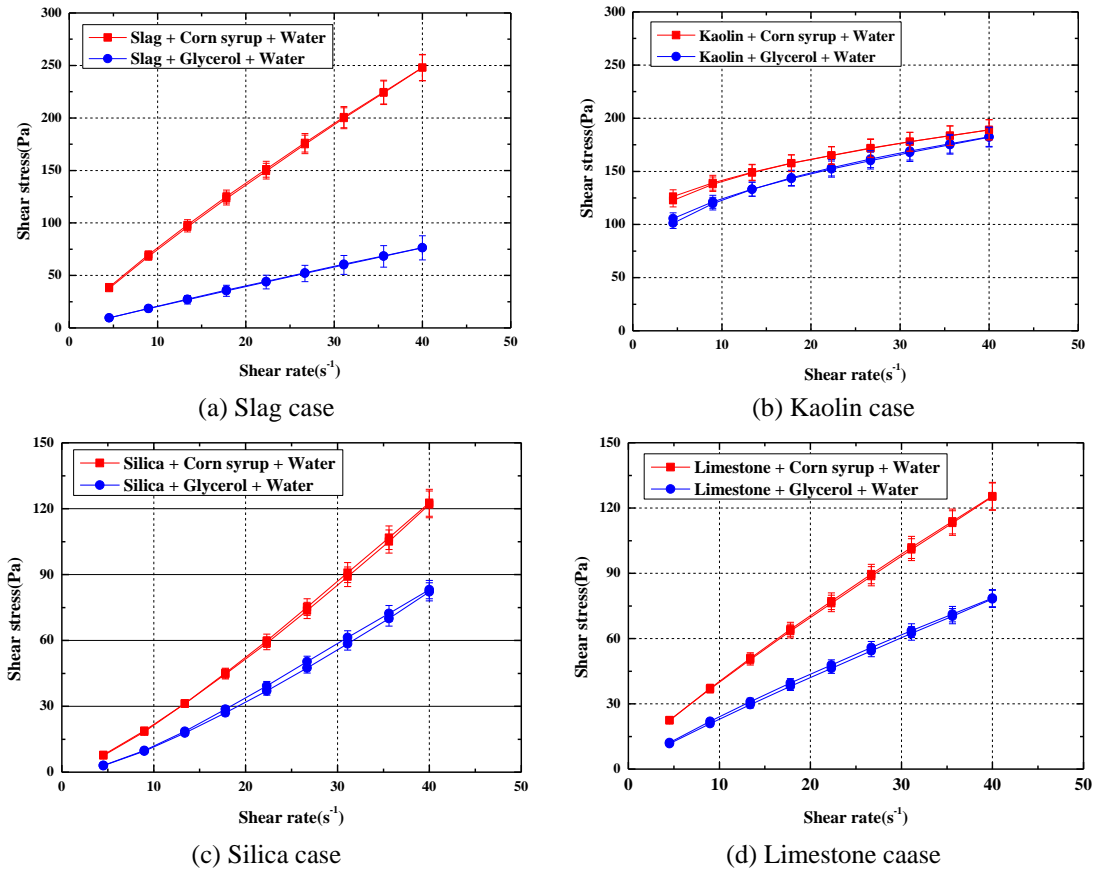 300
250
200
150
100
50
0
0 10 20 30 40 50
Shear stress(Pa)
Shear rate(s-1)
Slag + Corn syrup + Water
Slag + Glycerol + Water
(a) Slag case
300
250
200
150
100
50
0
0 10 20 30 40 50
Shear stress(Pa)
Shear rate(s-1)
Kaolin + Corn syrup + Water
Kaolin + Glycerol + Water
(b) Kaolin case
150
120
90
60
30
0
0 10 20 30 40 50
Shear stress(Pa)
Shear rate(s-1)
Silica + Corn syrup + Water
Silica + Glycerol + Water
(c) Silica case
150
120
90
60
30
0
0 10 20 30 40 50
Shear stress(Pa)
Shear rate(s-1)
Limestone + Corn syrup + Water
Limestone + Glycerol + Water
(d) Limestone caase